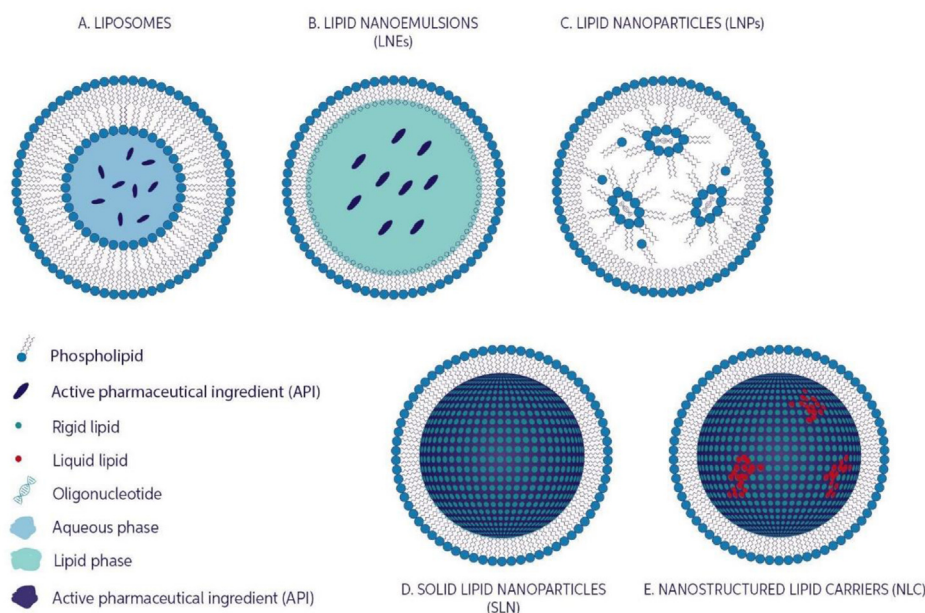 A. LIPOSOMES
B. LIPID NANOEMULSIONS
(LNEs)
C. LIPID NANOPARTICLES (LNPs)
Phospholipid
Active pharmaceutical ingredient (API)
Rigid lipid
Liquid lipid
Oligonucleotide
Aqueous phase
Lipid phase
Active pharmaceutical ingredient (API)
D. SOLID LIPID NANOPARTICLES
(SLN)
E. NANOSTRUCTURED LIPID CARRIERS (NLC)